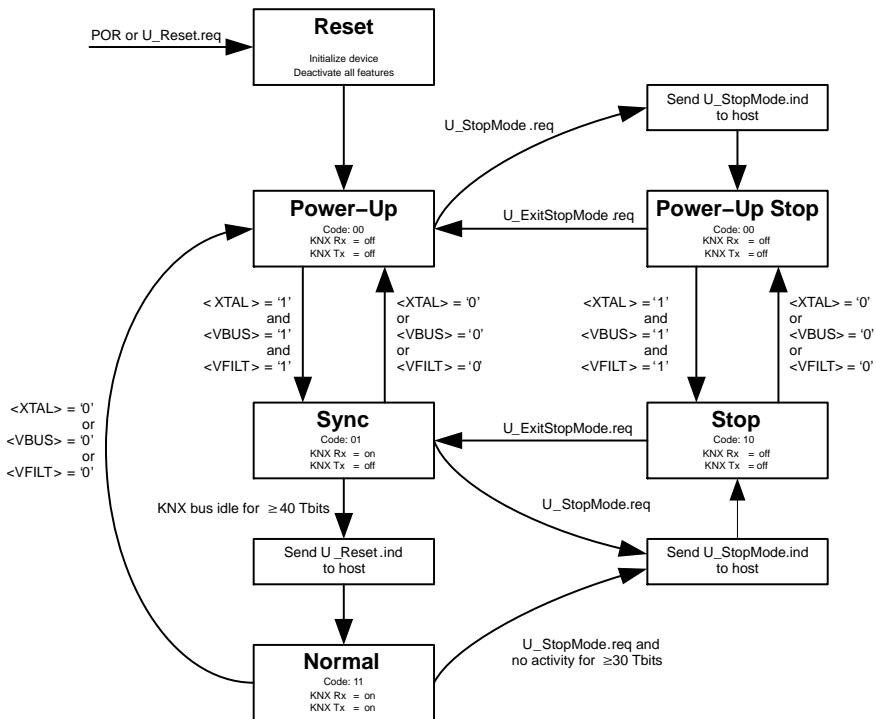 POR or U_Reset.req
Reset
Initialize device
Deactivate all features
U_StopMode .req
Send U_StopMode.ind
to host
Power−Up
Code: 00
KNX Rx = off
KNX Tx = off
U_ExitStopMode .req
Power−Up Stop
Code: 00
KNX Rx = off
KNX Tx = off
<XTAL> = ‘1’
and
<VBUS> = ‘1’
and
<VFILT> = ‘1’
<XTAL> = ‘0’
or
<VBUS> = ‘0’
or
<VFILT> = ‘0’
<XTAL> = ‘1’
and
<VBUS> = ‘1’
and
<VFILT> = ‘1’
<XTAL> = ‘0’
or
<VBUS> = ‘0’
or
<VFILT> = ‘0’
<XTAL> = ‘0’
or
<VBUS> = ‘0’
or
<VFILT> = ‘0’
Sync
Code: 01
KNX Rx = on
KNX Tx = off
U_ExitStopMode.req
Stop
Code: 10
KNX Rx = off
KNX Tx = off
KNX bus idle for ≥ 40 Tbits
U_StopMode.req
Send U_Reset.ind
to host
Send U_StopMode.ind
to host
Normal
Code: 11
KNX Rx = on
KNX Tx = on
U_StopMode.req and
no activity for ≥30 Tbits